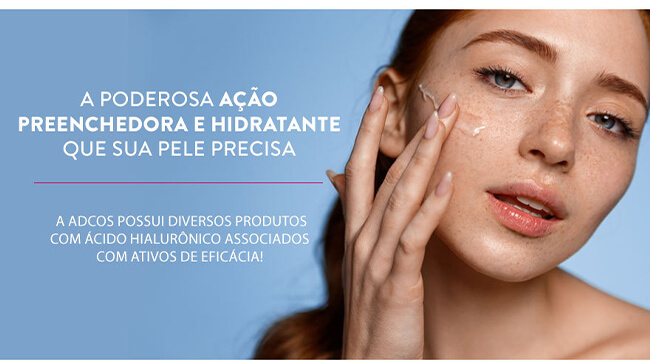 A PODEROSA AÇÃO
PREENCHEDORA E HIDRATANTE
QUE SUA PELE PRECISA
A ADCOS POSSUI DIVERSOS PRODUTOS
COM ÁCIDO HIALURÔNICO ASSOCIADOS
COM ATIVOS DE EFICÁCIA!